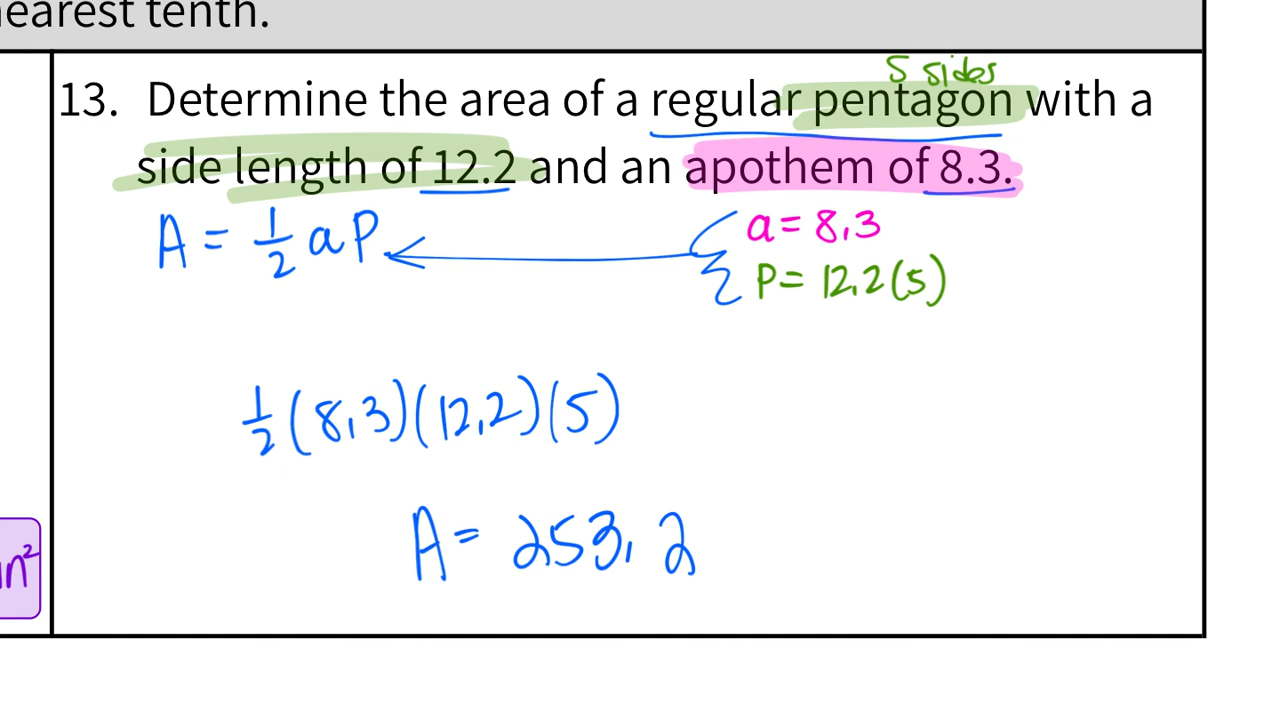 nearest tenth.
5 sides
13. Determine the area of a regular pentagon with a
side length of 12.2 and an apothem of 8.3.
A = 1/2 aP
a = 8.3
P = 12.2(5)
1/2 (8.3)(12.2)(5)
A = 253.2
in²